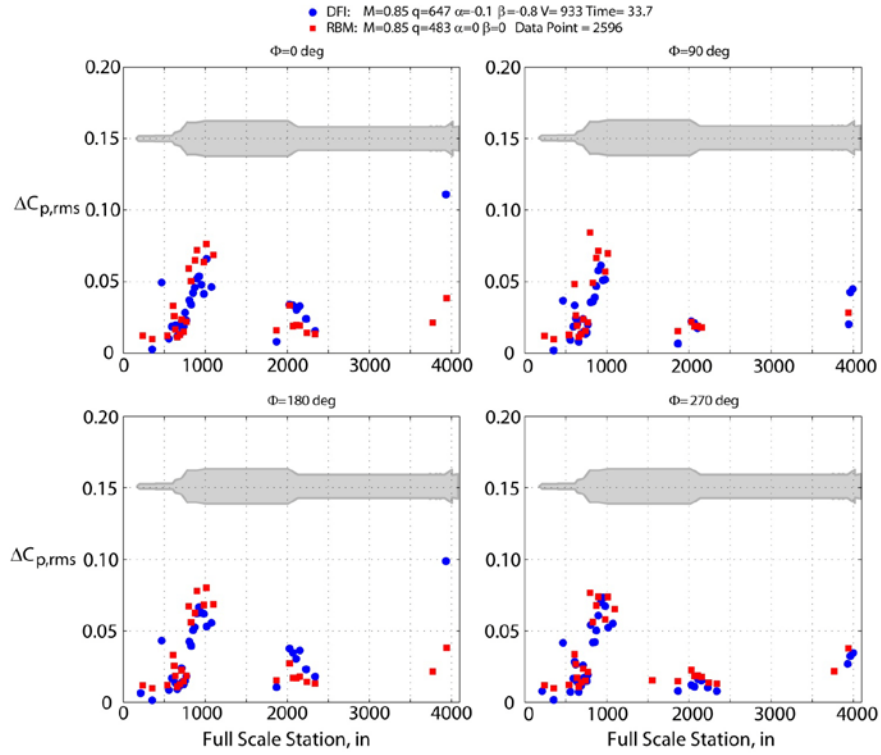 DFI: M=0.85 q=647 α=-0.1 β=-0.8 V= 933 Time= 33.7
RBM: M=0.85 q=483 α=0 β=0 Data Point = 2596
Φ=0 deg
Φ=90 deg
0.20
0.15
0.10
0.05
0
ΔCp,rms
0 1000 2000 3000 4000
0.20
0.15
0.10
0.05
0
0 1000 2000 3000 4000
Φ=180 deg
Φ=270 deg
0.20
0.15
0.10
0.05
0
ΔCp,rms
0 1000 2000 3000 4000
Full Scale Station, in
0.20
0.15
0.10
0.05
0
0 1000 2000 3000 4000
Full Scale Station, in